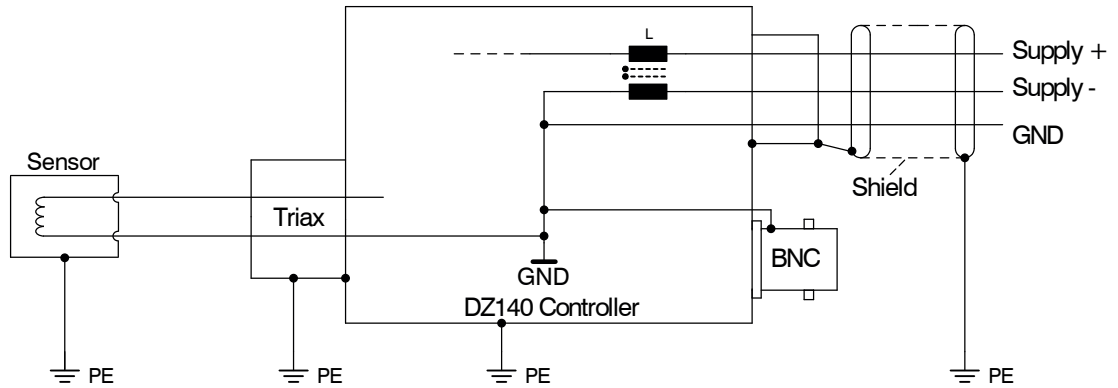 L
Supply +
Supply -
GND
Sensor
Shield
Triax
BNC
GND
DZ140 Controller
PE
PE
PE
PE